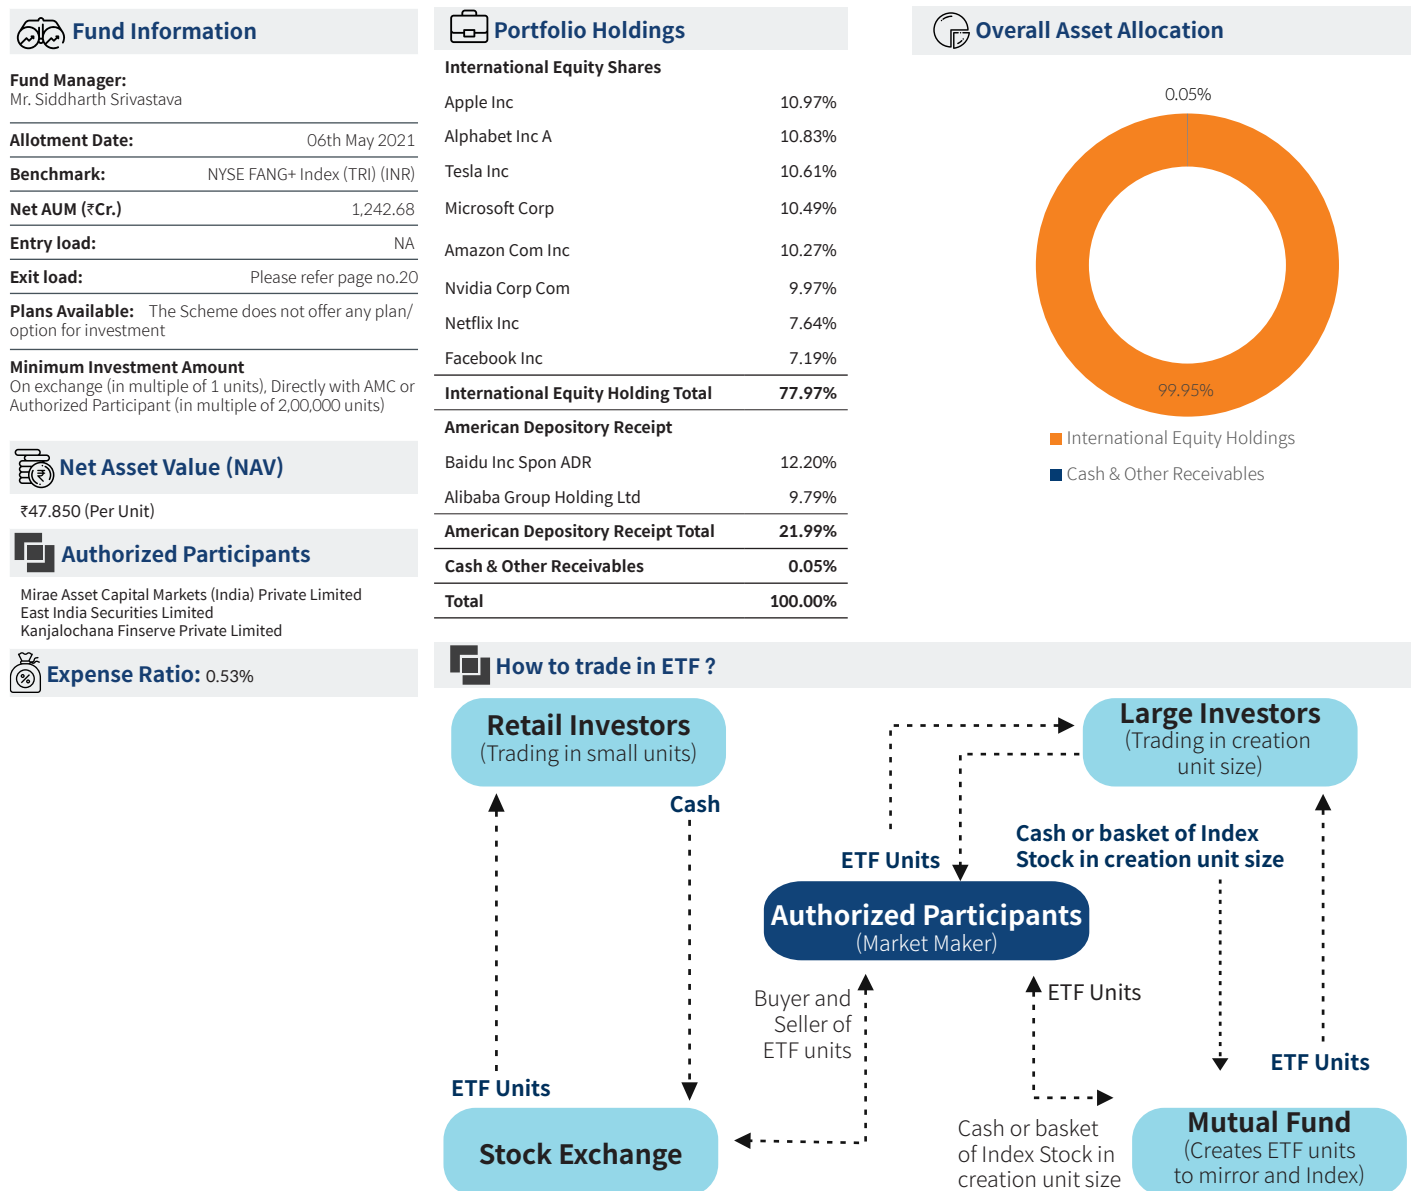 Fund Information
Fund Manager:
Mr. Siddharth Srivastava
Allotment Date: 06th May 2021
Benchmark: NYSE FANG+ Index (TRI) (INR)
Net AUM (₹Cr.) 1,242.68
Entry load: NA
Exit load: Please refer page no.20
Plans Available: The Scheme does not offer any plan/
option for investment
Minimum Investment Amount
On exchange (in multiple of 1 units), Directly with AMC or
Authorized Participant (in multiple of 2,00,000 units)
Net Asset Value (NAV)
₹47.850 (Per Unit)
Authorized Participants
Mirae Asset Capital Markets (India) Private Limited
East India Securities Limited
Kanjalochana Finserve Private Limited
Expense Ratio: 0.53%
Portfolio Holdings
International Equity Shares
Apple Inc 10.97%
Alphabet Inc A 10.83%
Tesla Inc 10.61%
Microsoft Corp 10.49%
Amazon Com Inc 10.27%
Nvidia Corp Com 9.97%
Netflix Inc 7.64%
Facebook Inc 7.19%
International Equity Holding Total 77.97%
American Depository Receipt
Baidu Inc Spon ADR 12.20%
Alibaba Group Holding Ltd 9.79%
American Depository Receipt Total 21.99%
Cash & Other Receivables 0.05%
Total 100.00%
Overall Asset Allocation
0.05%
99.95%
International Equity Holdings
Cash & Other Receivables
How to trade in ETF ?
Retail Investors
(Trading in small units)
Cash
ETF Units
Stock Exchange
Large Investors
(Trading in creation
unit size)
Cash or basket of Index
Stock in creation unit size
ETF Units
Authorized Participants
(Market Maker)
Buyer and
Seller of
ETF units
ETF Units
ETF Units
Cash or basket
of Index Stock in
creation unit size
Mutual Fund
(Creates ETF units
to mirror and Index)